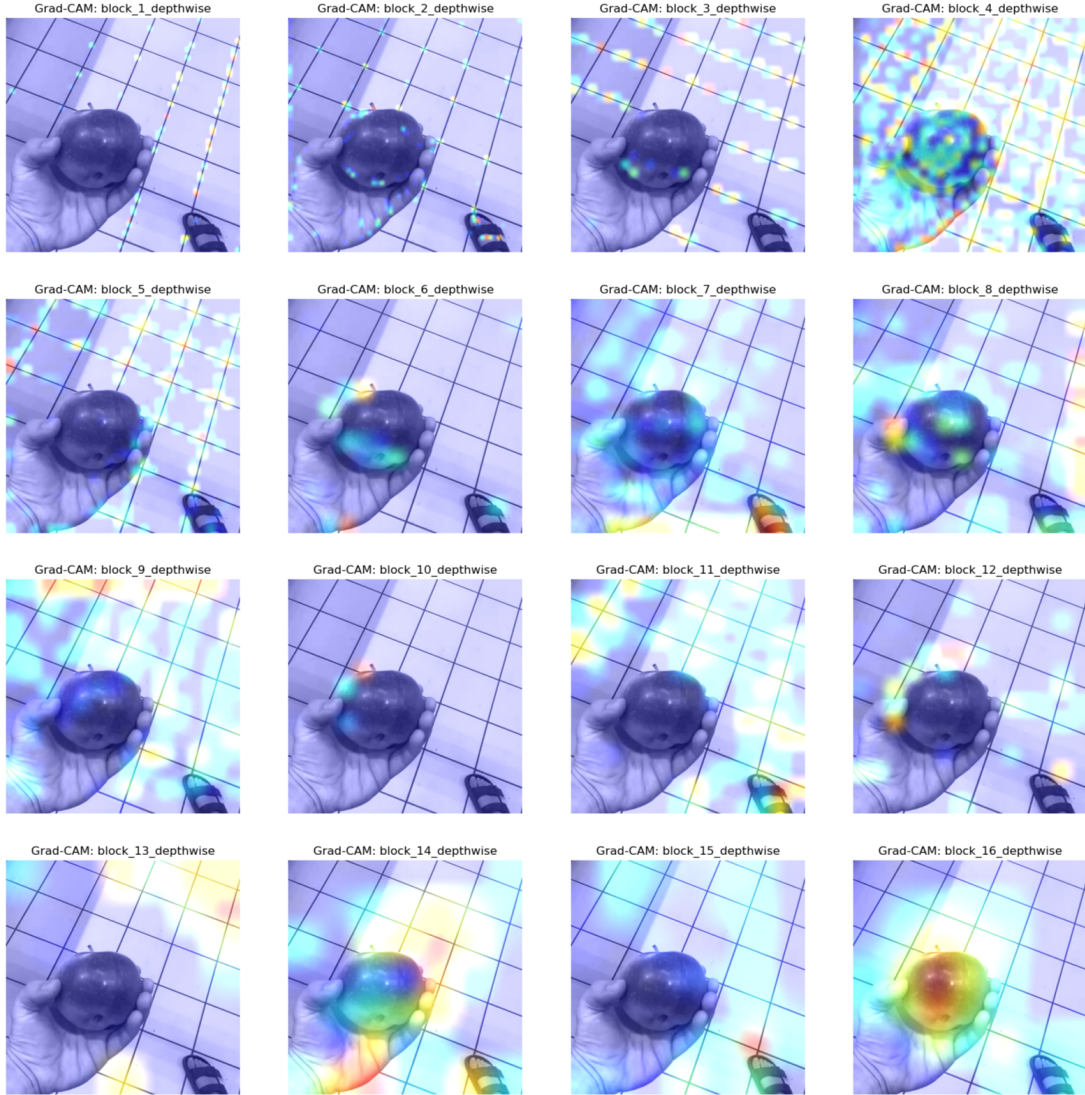 Grad-CAM: block_1_depthwise
Grad-CAM: block_2_depthwise
Grad-CAM: block_3_depthwise
Grad-CAM: block_4_depthwise
Grad-CAM: block_5_depthwise
Grad-CAM: block_6_depthwise
Grad-CAM: block_7_depthwise
Grad-CAM: block_8_depthwise
Grad-CAM: block_9_depthwise
Grad-CAM: block_10_depthwise
Grad-CAM: block_11_depthwise
Grad-CAM: block_12_depthwise
Grad-CAM: block_13_depthwise
Grad-CAM: block_14_depthwise
Grad-CAM: block_15_depthwise
Grad-CAM: block_16_depthwise